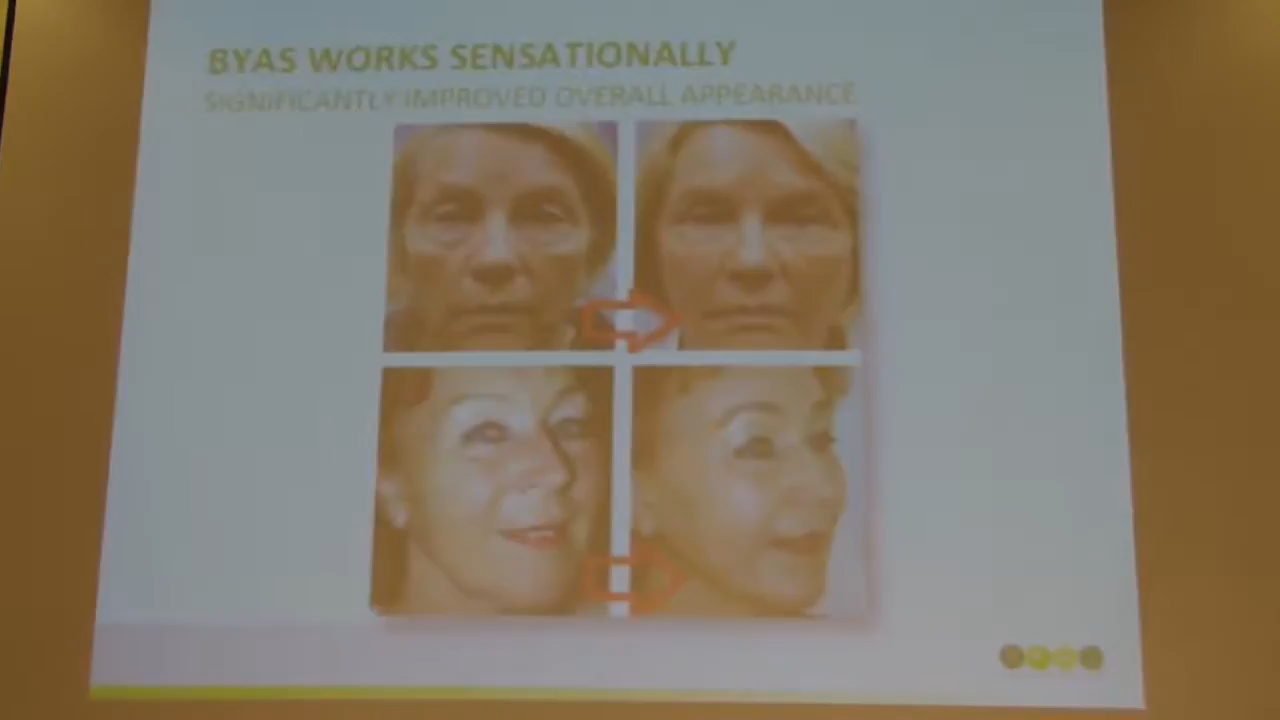 BYAS WORKS SENSATIONALLY
SIGNIFICANTLY IMPROVED OVERALL APPEARANCE